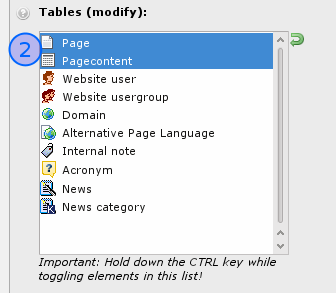 Tables (modify):
2
Page
Pagecontent
Website user
Website usergroup
Domain
Alternative Page Language
Internal note
Acronym
News
News category
Important: Hold down the CTRL key while
toggling elements in this list!